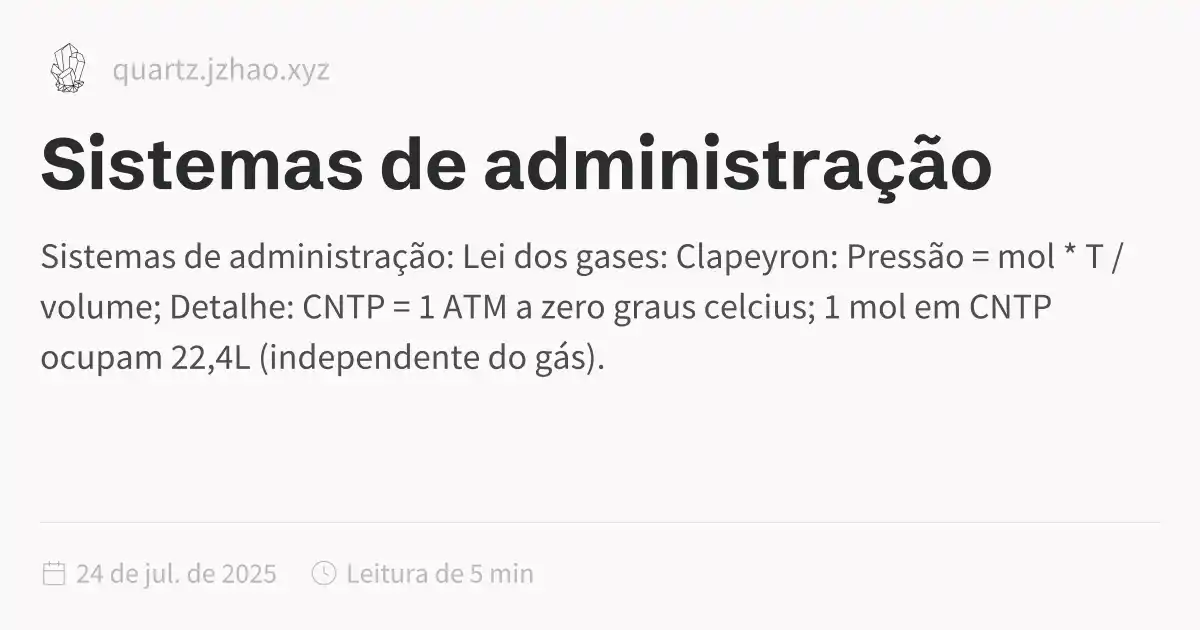 quartz.jzhao.xyz
Sistemas de administração
Sistemas de administração: Lei dos gases: Clapeyron: Pressão = mol * T /
volume; Detalhe: CNTP = 1 ATM a zero graus celcius; 1 mol em CNTP
ocupam 22,4L (independente do gás).
24 de jul. de 2025 Leitura de 5 min